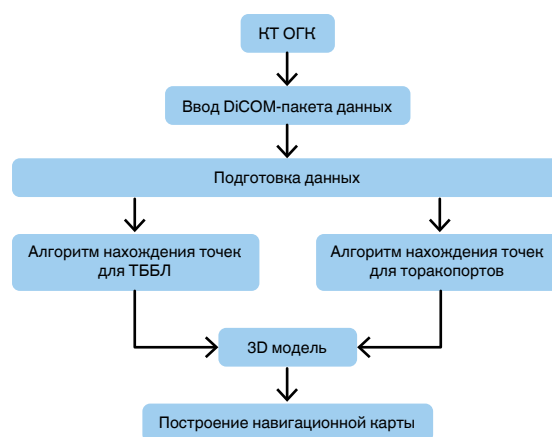 КТ ОГК
Ввод DiCOM-пакета данных
Подготовка данных
Алгоритм нахождения точек
для ТББЛ
Алгоритм нахождения точек
для торакопортов
3D модель
Построение навигационной карты